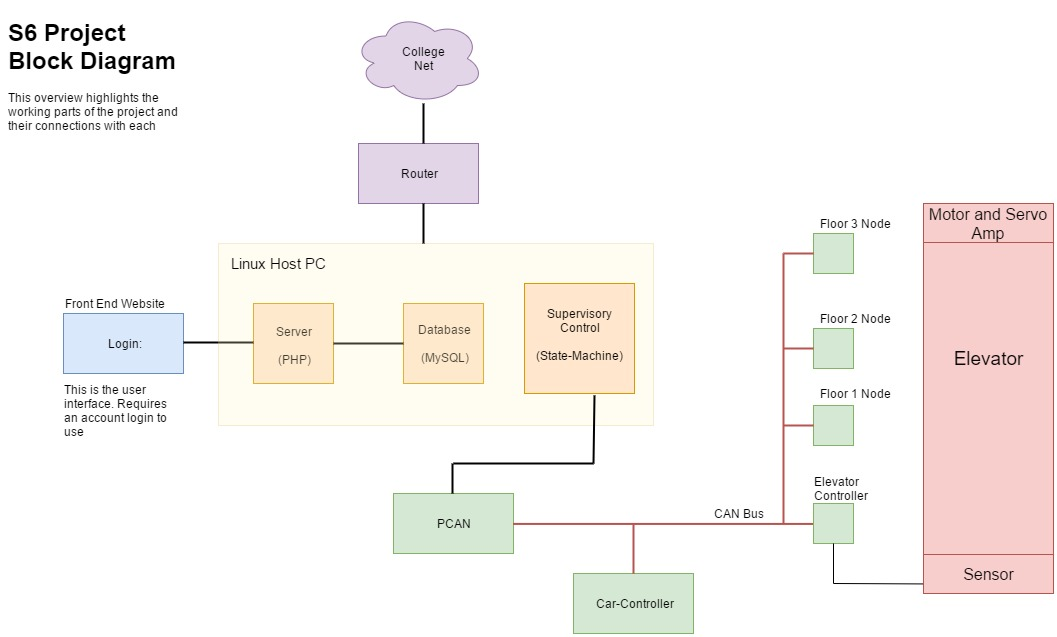 S6 Project
Block Diagram
This overview highlights the
working parts of the project and
their connections with each
College
Net
Router
Linux Host PC
Front End Website
Login:
This is the user
interface. Requires
an account login to
use
Server
(PHP)
Database
(MySQL)
Supervisory
Control
(State-Machine)
PCAN
CAN Bus
Car-Controller
Floor 3 Node
Floor 2 Node
Floor 1 Node
Elevator
Controller
Motor and Servo
Amp
Elevator
Sensor